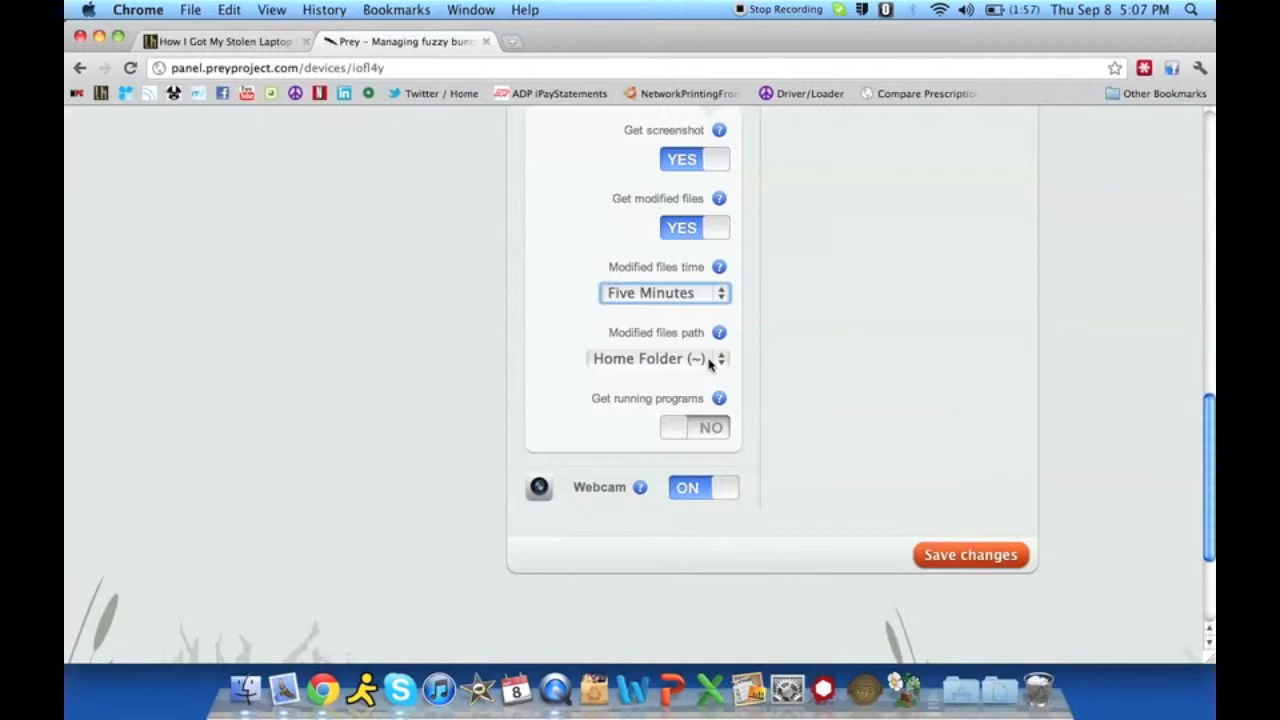 Chrome File Edit View History Bookmarks Window Help Stop Recording (1:57) Thu Sep 8 5:07 PM
How I Got My Stolen Laptop Prey – Managing fuzzy bun
panel.preyproject.com/devices/iofl4y
Twitter / Home ADP iPayStatements NetworkPrintingFron Driver/Loader Compare Prescriptio Other Bookmarks
Get screenshot ?
YES
Get modified files ?
YES
Modified files time ?
Five Minutes
Modified files path ?
Home Folder (~)
Get running programs ?
NO
Webcam ? ON
Save changes
8